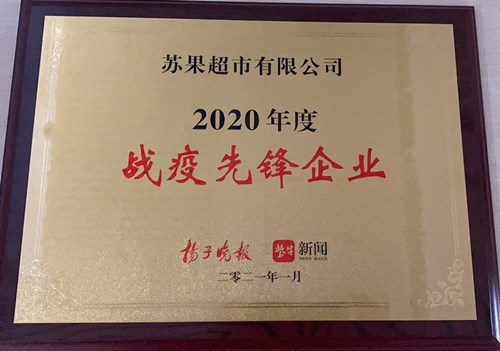 苏果超市有限公司
2020年度
战疫先锋企业
扬子晚报 紫牛 新闻
二零二一年一月